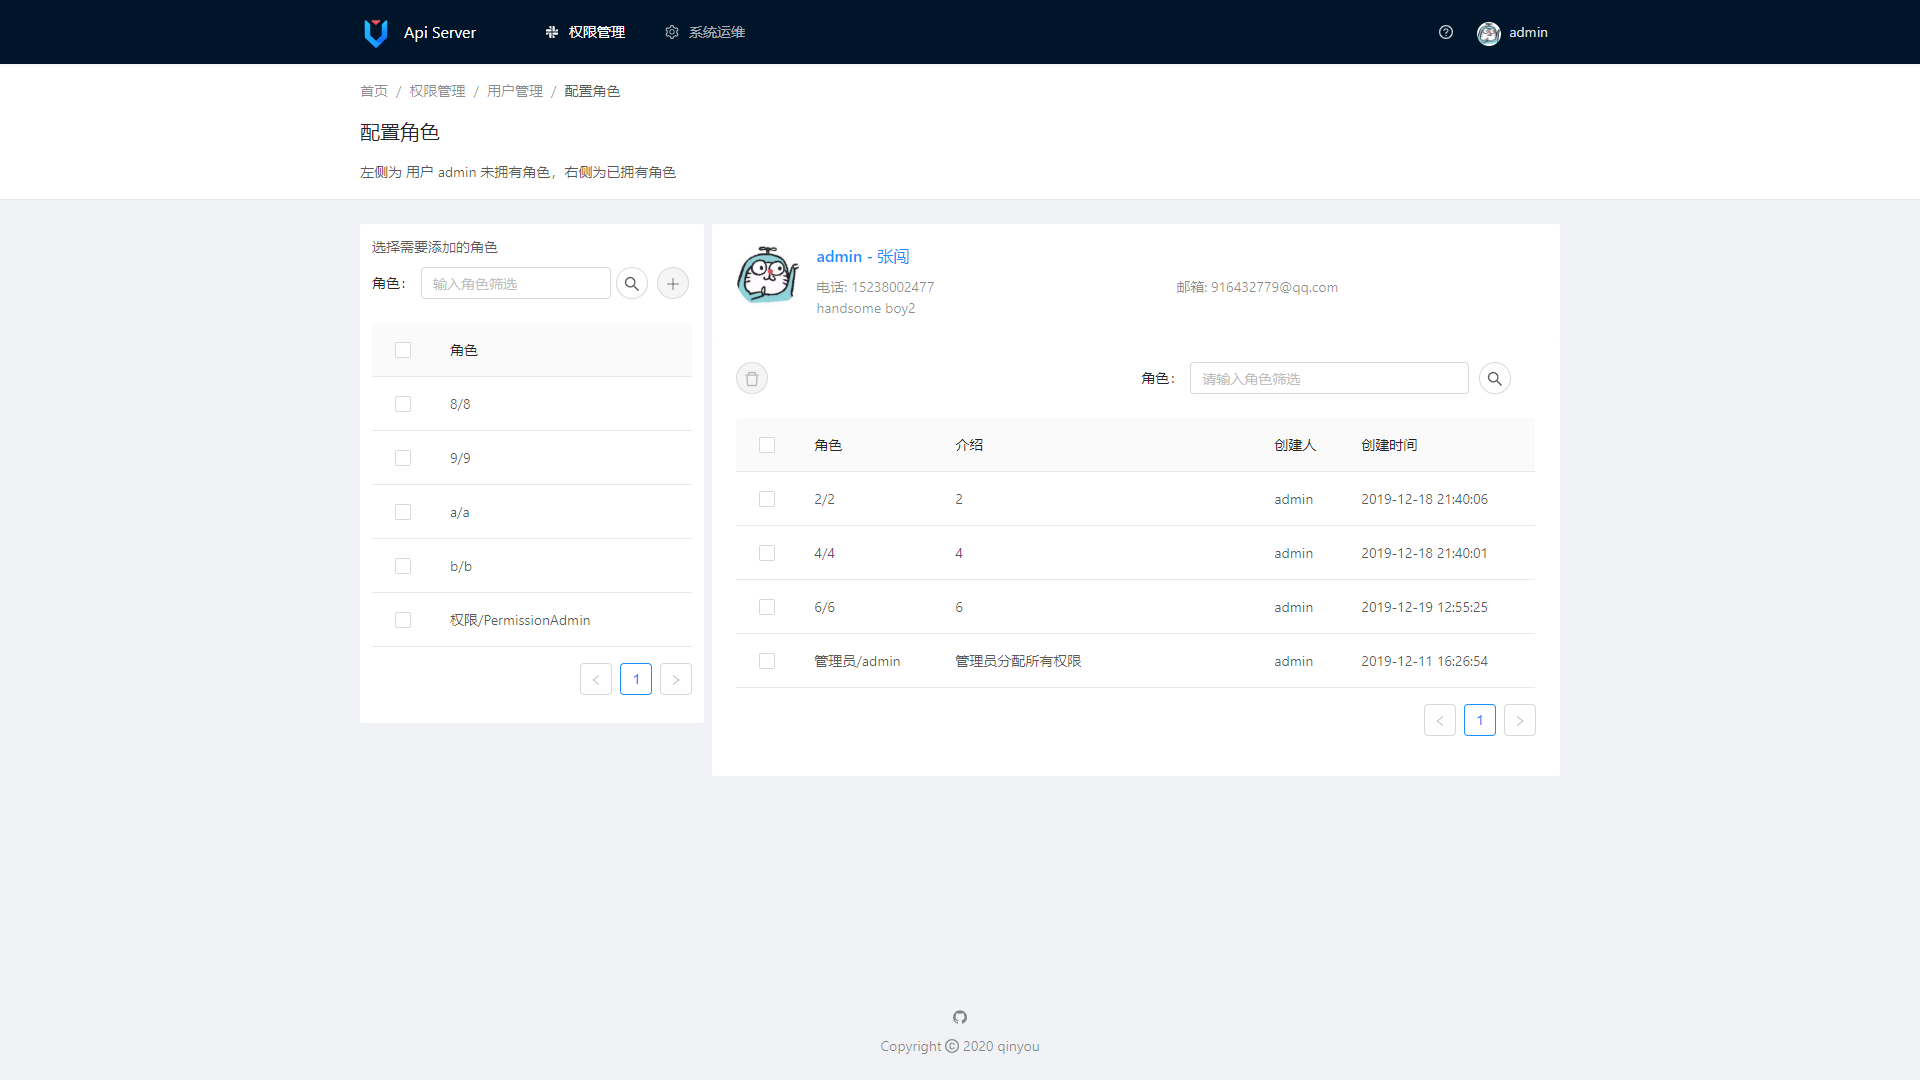 Api Server 权限管理 系统运维 admin
首页 / 权限管理 / 用户管理 / 配置角色
配置角色
左侧为 用户 admin 未拥有角色，右侧为已拥有角色
选择需要添加的角色
角色： 输入角色筛选
角色
8/8
9/9
a/a
b/b
权限/PermissionAdmin
< 1 >
admin - 张闯
电话: 15238002477 邮箱: 916432779@qq.com
handsome boy2
角色： 请输入角色筛选
角色 介绍 创建人 创建时间
2/2 2 admin 2019-12-18 21:40:06
4/4 4 admin 2019-12-18 21:40:01
6/6 6 admin 2019-12-19 12:55:25
管理员/admin 管理员分配所有权限 admin 2019-12-11 16:26:54
< 1 >
Copyright © 2020 qinyou